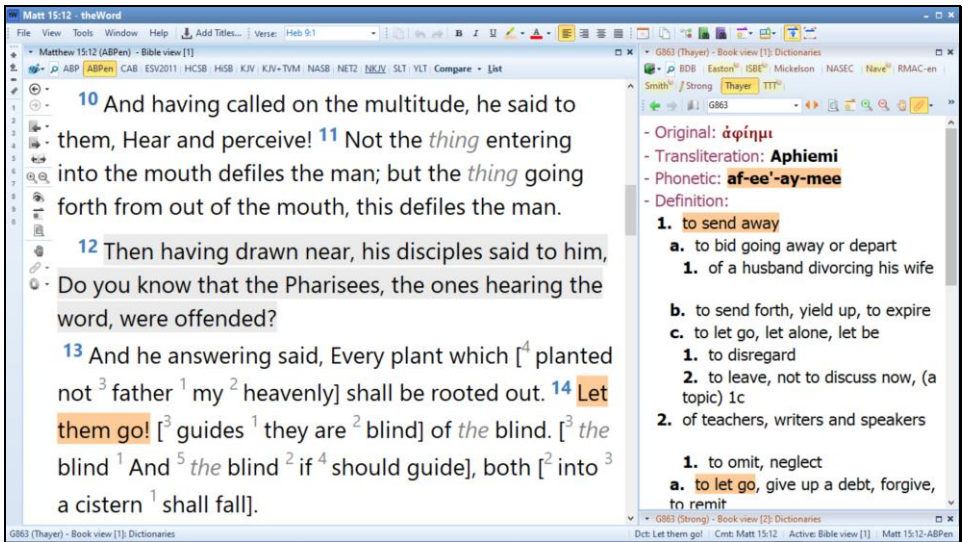 Matt 15:12 - theWord
File View Tools Window Help Add Titles... Verse: Heb 9:1 B I U
Matthew 15:12 (ABPen) - Bible view [1]
ABP ABPen CAB ESV2011 HCSB HiSB KJV KJV+TVM NASB NET2 NKJV SLT YLT Compare List
10 And having called on the multitude, he said to
them, Hear and perceive! 11 Not the thing entering
into the mouth defiles the man; but the thing going
forth from out of the mouth, this defiles the man.
12 Then having drawn near, his disciples said to him,
Do you know that the Pharisees, the ones hearing the
word, were offended?
13 And he answering said, Every plant which [4 planted
not 3 father 1 my 2 heavenly] shall be rooted out. 14 Let
them go! [3 guides 1 they are 2 blind] of the blind. [3 the
blind 1 And 5 the blind 2 if 4 should guide], both [2 into 3
a cistern 1 shall fall].
G863 (Thayer) - Book view [1]: Dictionaries
BDB Easton ISBE Mickelson NASEC Nave RMAC-en
Smith Strong Thayer TTT
G863
- Original: ἀφίημι
- Transliteration: Aphiemi
- Phonetic: af-ee'-ay-mee
- Definition:
1. to send away
a. to bid going away or depart
1. of a husband divorcing his wife
b. to send forth, yield up, to expire
c. to let go, let alone, let be
1. to disregard
2. to leave, not to discuss now, (a
topic) 1c
2. of teachers, writers and speakers
1. to omit, neglect
a. to let go, give up a debt, forgive,
to remit
G863 (Strong) - Book view [2]: Dictionaries
G863 (Thayer) - Book view [1]: Dictionaries Dct: Let them go! Cmt: Matt 15:12 Active: Bible view [1] Matt 15:12-ABPen